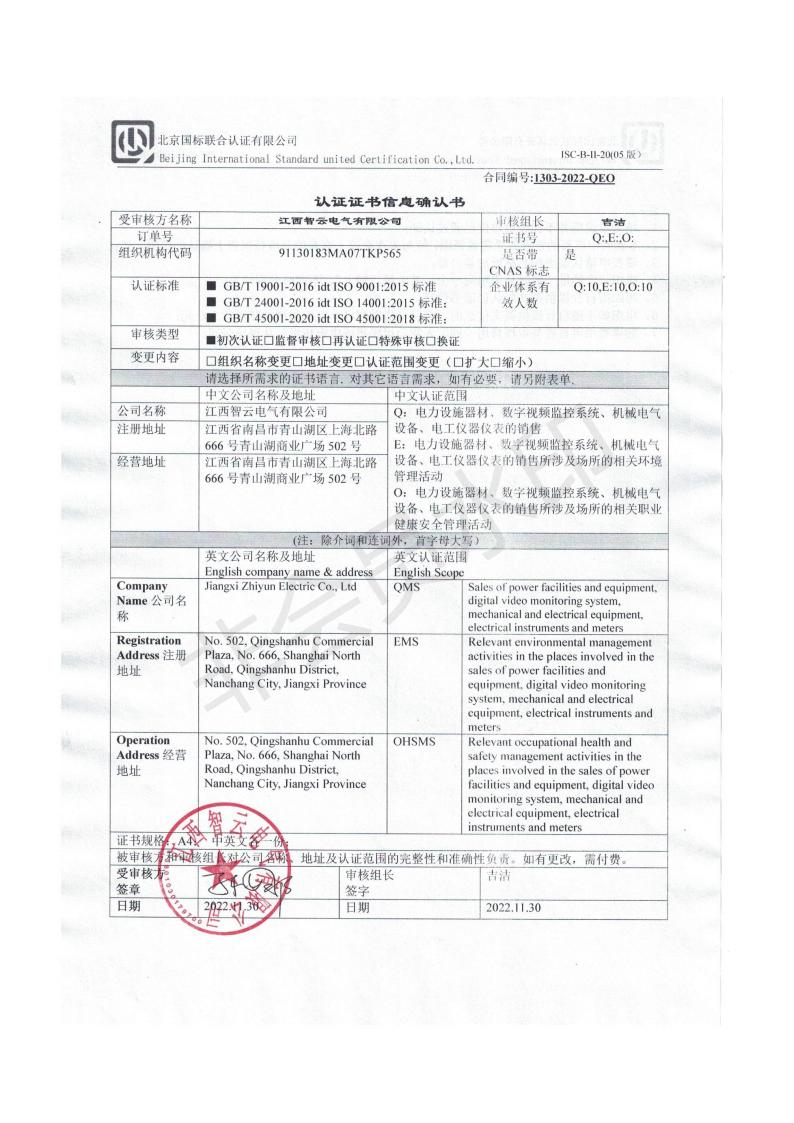 北京国标联合认证有限公司
Beijing International Standard united Certification Co.,Ltd.
ISC-B-II-20(05 版)
合同编号:1303-2022-QEO
认证证书信息确认书
受审核方名称 江西智云电气有限公司 审核组长 吉洁
订单号 证书号 Q:,E:,O:
组织机构代码 91130183MA07TKP565 是否带 是
CNAS 标志
认证标准 ■ GB/T 19001-2016 idt ISO 9001:2015 标准 企业体系有 Q:10,E:10,O:10
■ GB/T 24001-2016 idt ISO 14001:2015 标准; 效人数
■ GB/T 45001-2020 idt ISO 45001:2018 标准;
审核类型 ■初次认证□监督审核□再认证□特殊审核□换证
变更内容 □组织名称变更□地址变更□认证范围变更（□扩大□缩小）
请选择所需求的证书语言. 对其它语言需求，如有必要，请另附表单.
中文公司名称及地址 中文认证范围
公司名称 江西智云电气有限公司 Q：电力设施器材、数字视频监控系统、机械电气
注册地址 江西省南昌市青山湖区上海北路 设备、电工仪器仪表的销售
666 号青山湖商业广场 502 号 E：电力设施器材、数字视频监控系统、机械电气
经营地址 江西省南昌市青山湖区上海北路 设备、电工仪器仪表的销售所涉及场所的相关环境
666 号青山湖商业广场 502 号 管理活动
O：电力设施器材、数字视频监控系统、机械电气
设备、电工仪器仪表的销售所涉及场所的相关职业
健康安全管理活动
(注：除介词和连词外，首字母大写)
英文公司名称及地址 英文认证范围
English company name & address English Scope
Company Jiangxi Zhiyun Electric Co., Ltd QMS Sales of power facilities and equipment,
Name 公司名 digital video monitoring system,
称 mechanical and electrical equipment,
electrical instruments and meters
Registration No. 502, Qingshanhu Commercial EMS Relevant environmental management
Address 注册 Plaza, No. 666, Shanghai North activities in the places involved in the
地址 Road, Qingshanhu District, sales of power facilities and
Nanchang City, Jiangxi Province equipment, digital video monitoring
system, mechanical and electrical
equipment, electrical instruments and
meters
Operation No. 502, Qingshanhu Commercial OHSMS Relevant occupational health and
Address 经营 Plaza, No. 666, Shanghai North safety management activities in the
地址 Road, Qingshanhu District, places involved in the sales of power
Nanchang City, Jiangxi Province facilities and equipment, digital video
monitoring system, mechanical and
electrical equipment, electrical
instruments and meters
证书规格：A4， 中英文各一份;
被审核方和审核组长对公司名称、地址及认证范围的完整性和准确性负责。如有更改，需付费。
受审核方 审核组长 吉洁
签章 签字
日期 2022.11.30 日期 2022.11.30
江西智云电气有限公司
非会员水印